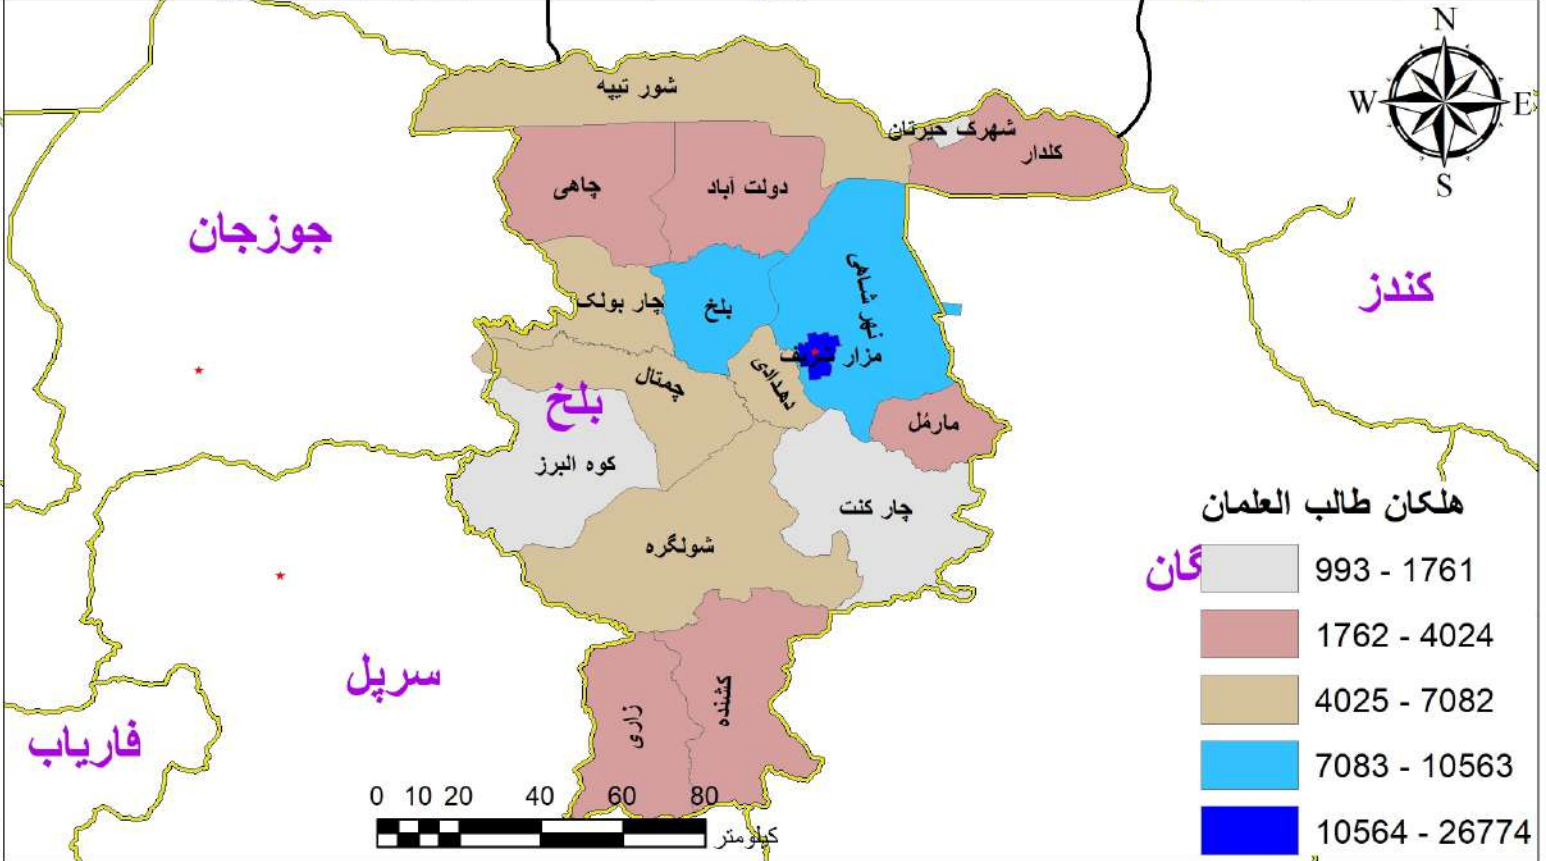 N
W
E
S
شور تیپه
شهرک حیرتان
کلدار
چاهی
دولت آباد
جوزجان
کندز
نهر شاهی
چار بولک
بلخ
مزار شریف
دهدادی
چمتال
بلخ
مارمُل
کوه البرز
چار کنت
شولگره
هلکان طالب العلمان
گان
993 - 1761
1762 - 4024
4025 - 7082
7083 - 10563
10564 - 26774
سرپل
فاریاب
زاری
کشنده
0 10 20 40 60 80
کیلومتر